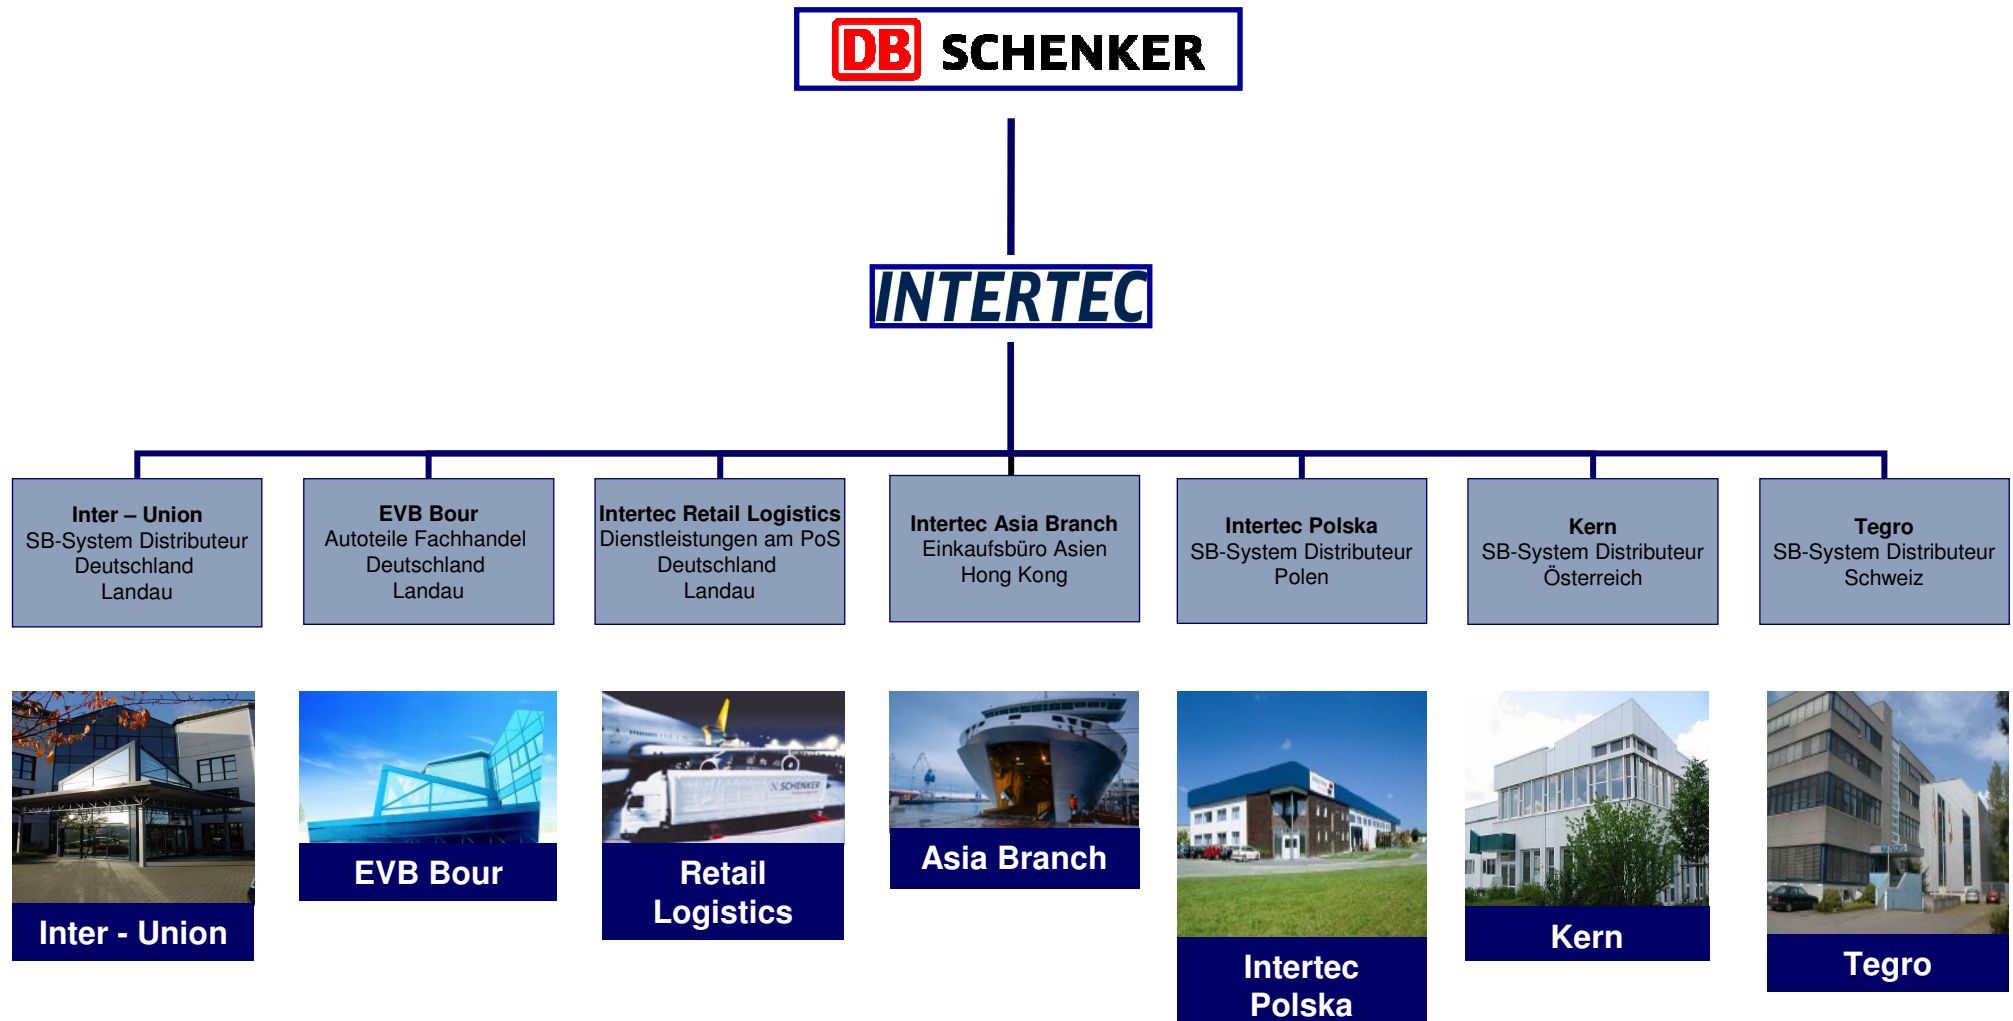 DB SCHENKER
INTERTEC
Inter – Union
SB-System Distributeur
Deutschland
Landau
EVB Bour
Autoteile Fachhandel
Deutschland
Landau
Intertec Retail Logistics
Dienstleistungen am PoS
Deutschland
Landau
Intertec Asia Branch
Einkaufsbüro Asien
Hong Kong
Intertec Polska
SB-System Distributeur
Polen
Kern
SB-System Distributeur
Österreich
Tegro
SB-System Distributeur
Schweiz
SCHENKER
Inter - Union
EVB Bour
Retail
Logistics
Asia Branch
Intertec
Polska
Kern
Tegro